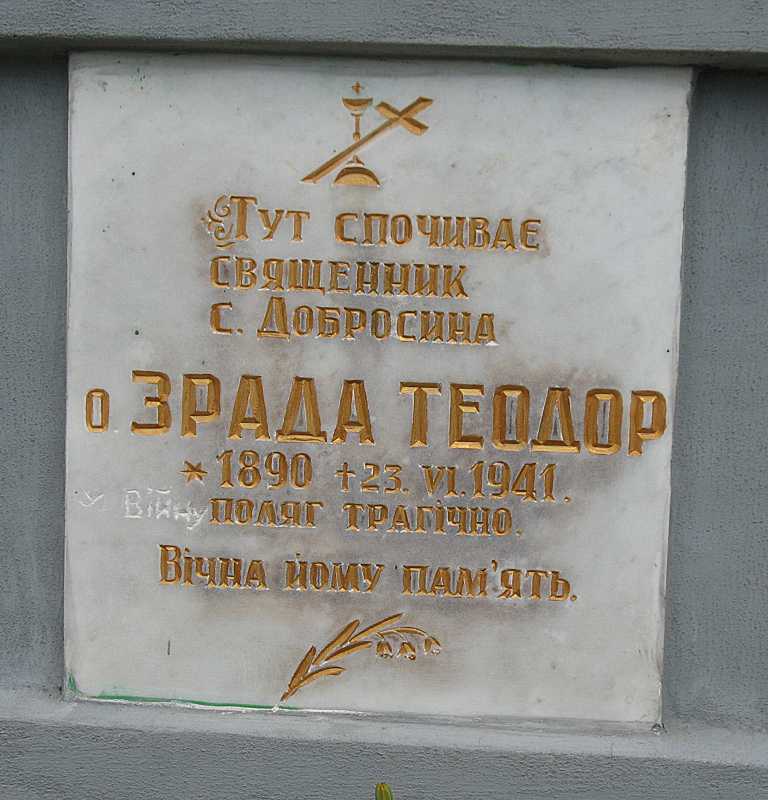 Тут спочиває
священник
с. Добросина
о. ЗРАДА ТЕОДОР
* 1890 † 23. VI. 1941.
у Війну поляг трагічно.
Вічна йому пам'ять.